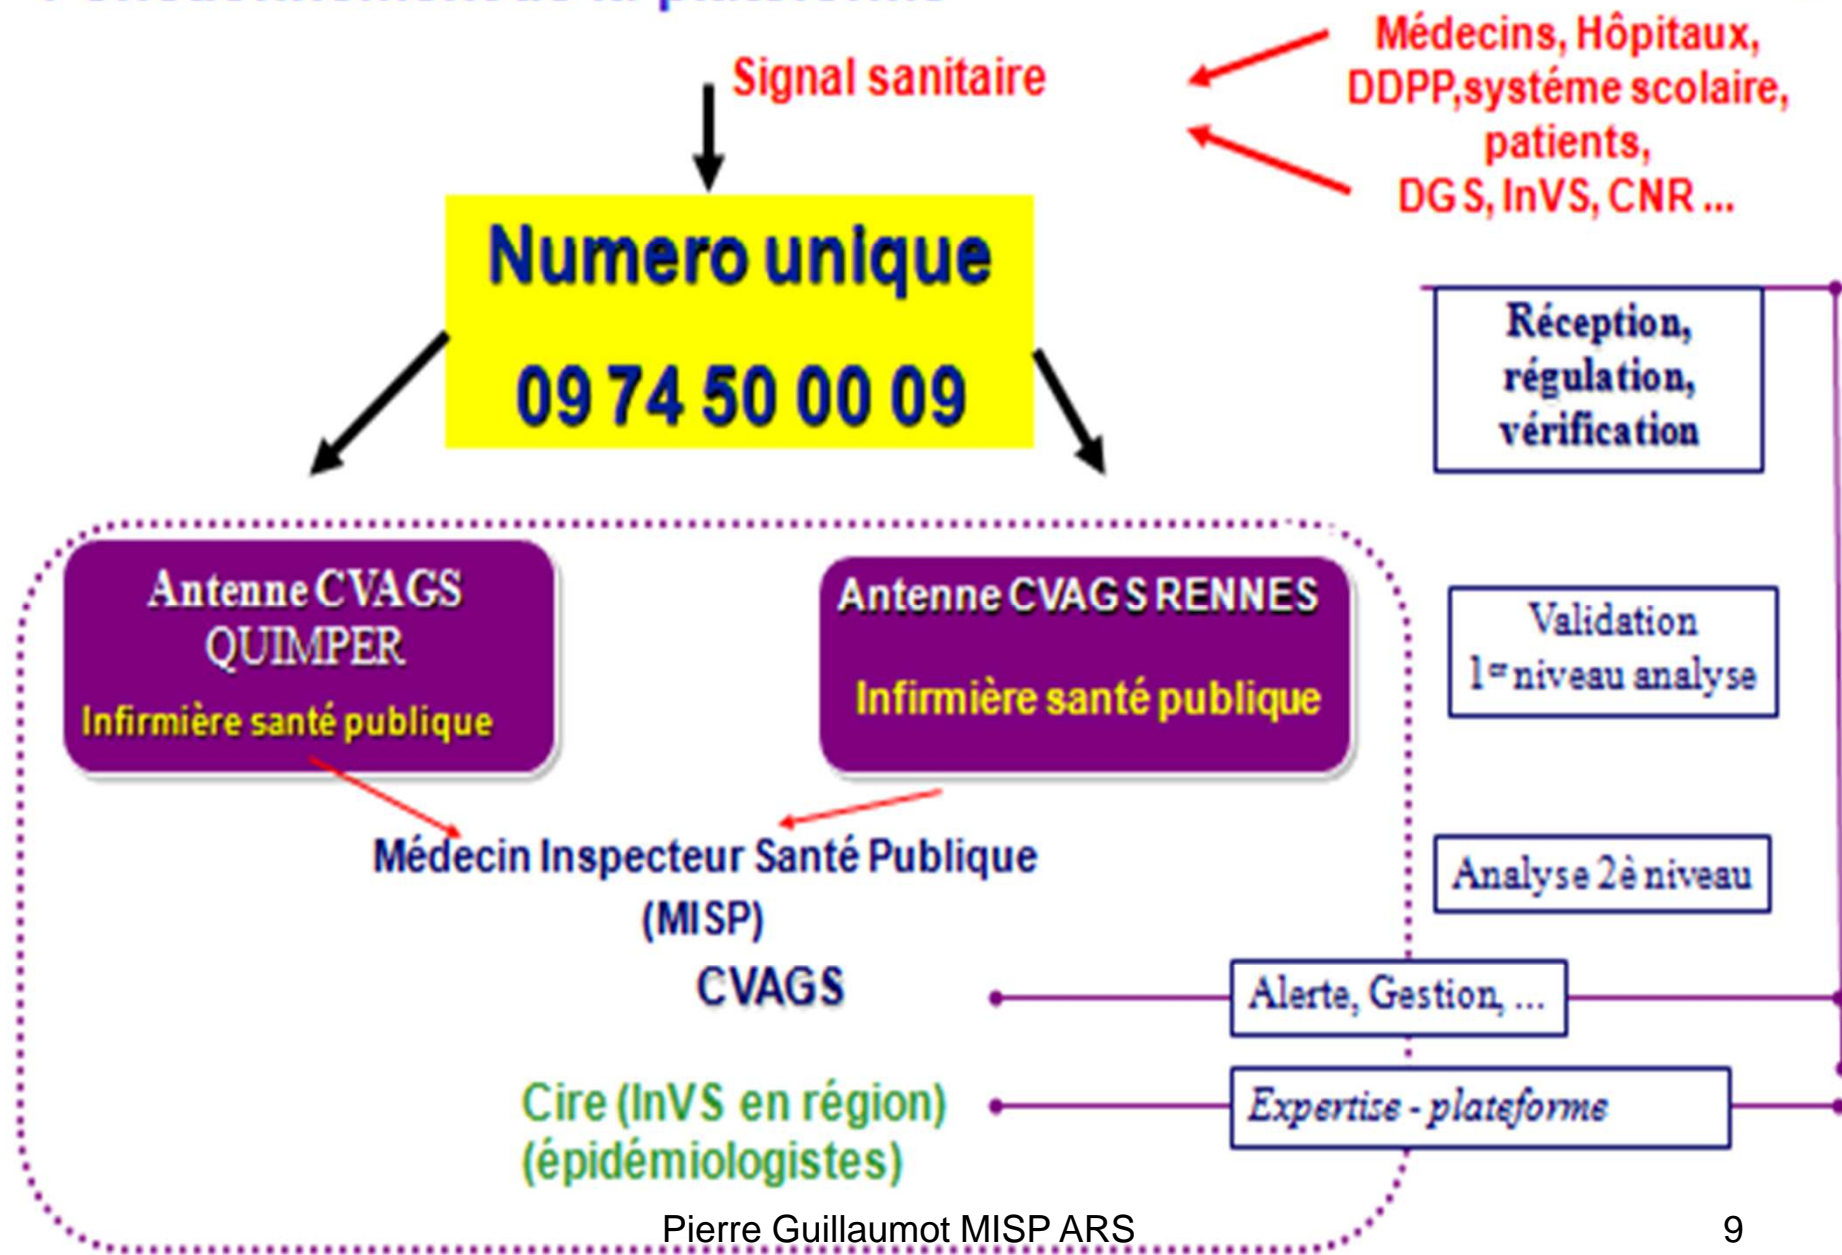 Signal sanitaire
Médecins, Hôpitaux,
DDPP,systéme scolaire,
patients,
DGS, InVS, CNR ...
Numero unique
09 74 50 00 09
Réception,
régulation,
vérification
Antenne CVAGS
QUIMPER
Infirmière santé publique
Antenne CVAGS RENNES
Infirmière santé publique
Validation
1er niveau analyse
Médecin Inspecteur Santé Publique
(MISP)
Analyse 2è niveau
CVAGS
Alerte, Gestion, ...
Cire (InVS en région)
(épidémiologistes)
Expertise - plateforme
Pierre Guillaumot MISP ARS
9